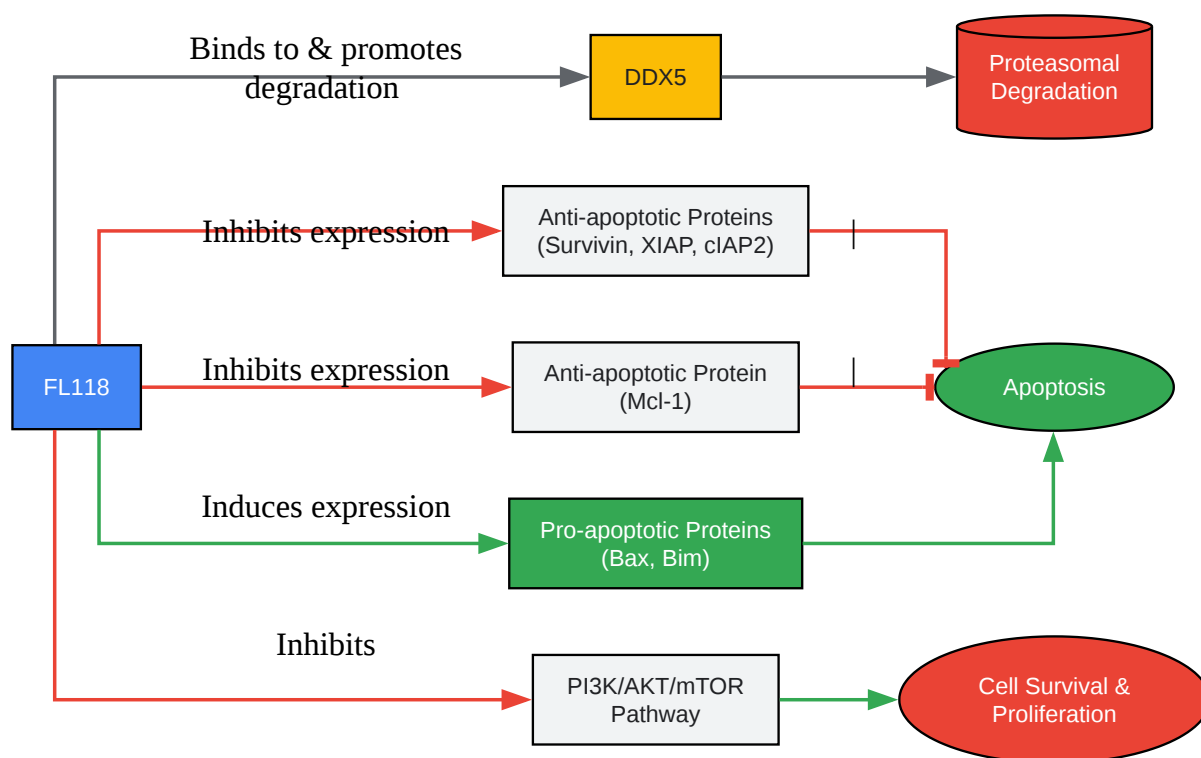 Binds to & promotes
degradation
DDX5
Proteasomal
Degradation
Inhibits expression
Anti-apoptotic Proteins
(Survivin, XIAP, cIAP2)
|
FL118
Inhibits expression
Anti-apoptotic Protein
(Mcl-1)
|
Apoptosis
Induces expression
Pro-apoptotic Proteins
(Bax, Bim)
Inhibits
PI3K/AKT/mTOR
Pathway
Cell Survival &
Proliferation